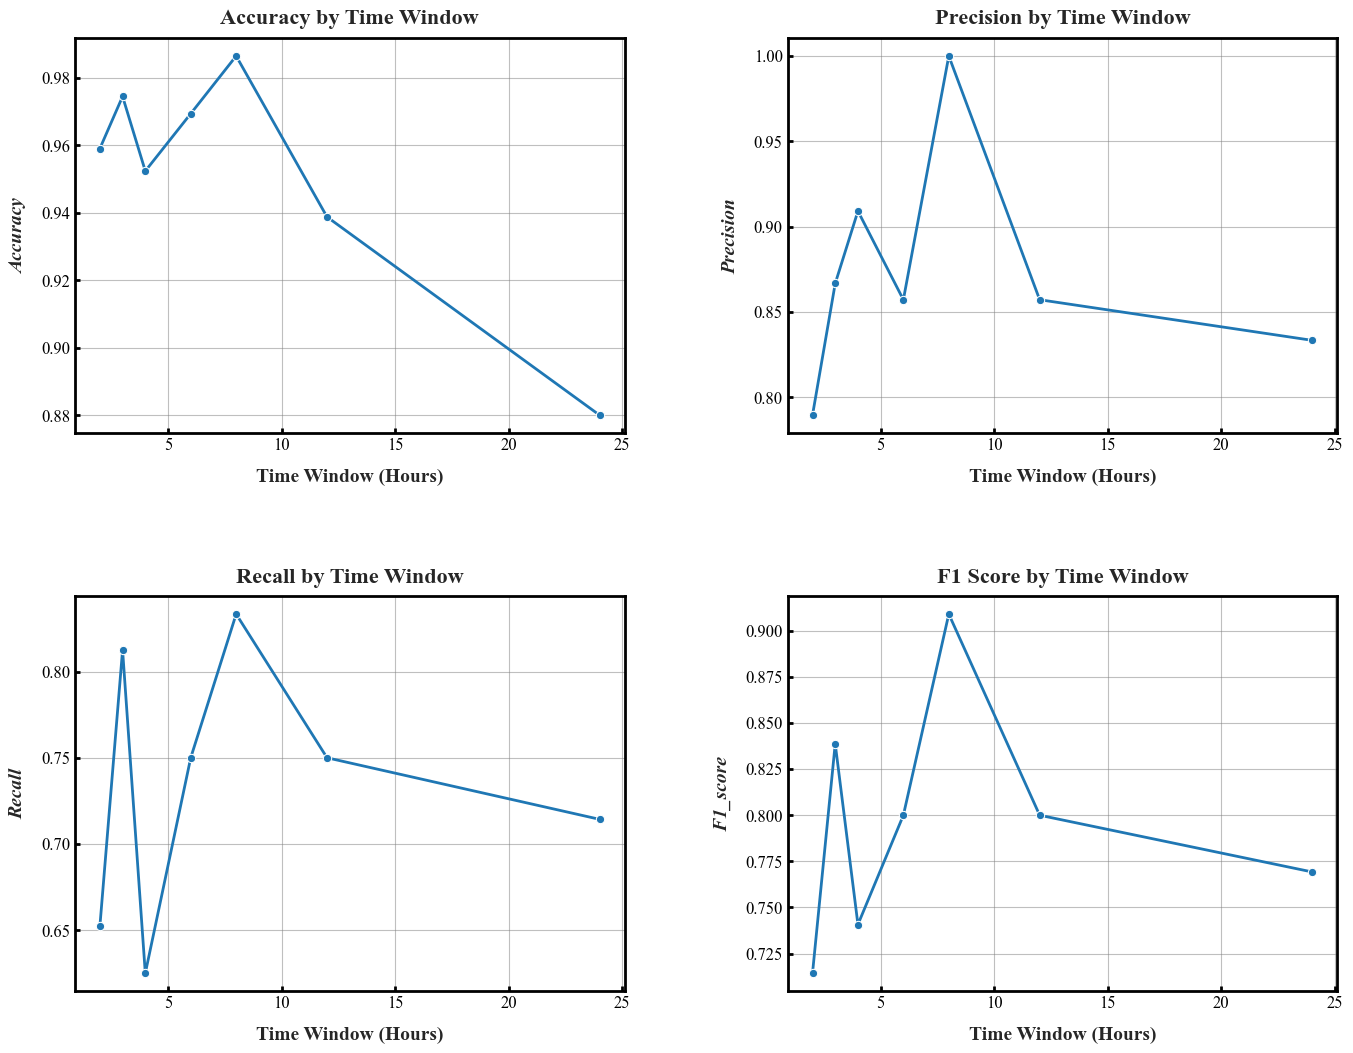 Accuracy by Time Window
Accuracy
0.98
0.96
0.94
0.92
0.90
0.88
5 10 15 20 25
Time Window (Hours)
Precision by Time Window
Precision
1.00
0.95
0.90
0.85
0.80
5 10 15 20 25
Time Window (Hours)
Recall by Time Window
Recall
0.80
0.75
0.70
0.65
5 10 15 20 25
Time Window (Hours)
F1 Score by Time Window
F1_score
0.900
0.875
0.850
0.825
0.800
0.775
0.750
0.725
5 10 15 20 25
Time Window (Hours)